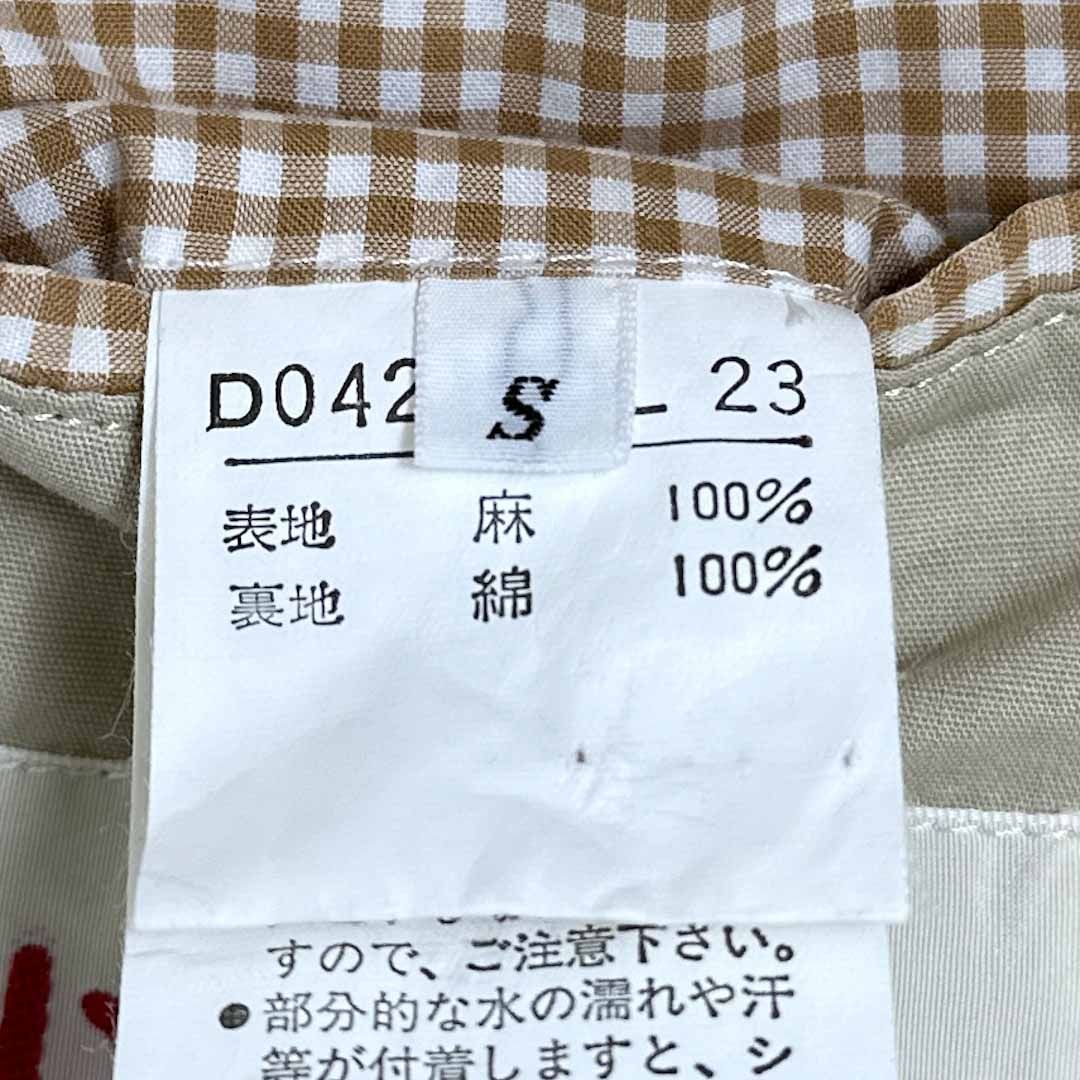 D042 – 23
S
表地 麻 100%
裏地 綿 100%
すので、ご注意下さい。
●部分的な水の濡れや汗
等が付着しますと、シ